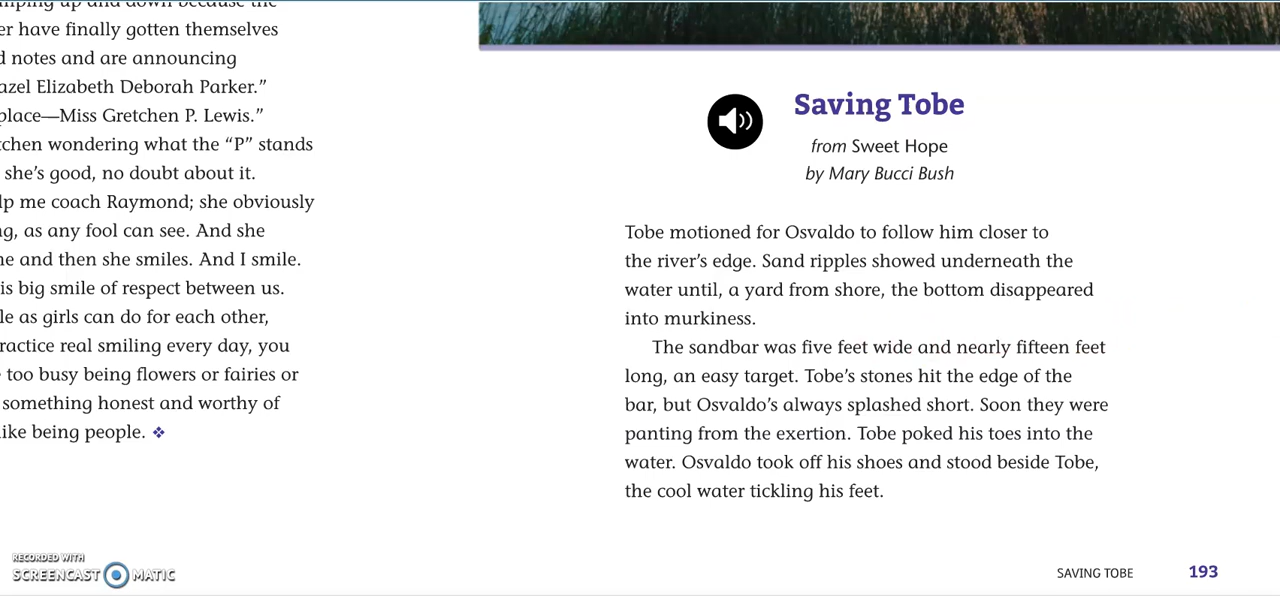 er have finally gotten themselves
d notes and are announcing
azel Elizabeth Deborah Parker.”
place—Miss Gretchen P. Lewis.”
tchen wondering what the “P” stands
she’s good, no doubt about it.
lp me coach Raymond; she obviously
ng, as any fool can see. And she
ne and then she smiles. And I smile.
is big smile of respect between us.
le as girls can do for each other,
ractice real smiling every day, you
too busy being flowers or fairies or
something honest and worthy of
like being people. ❖
Saving Tobe
from Sweet Hope
by Mary Bucci Bush
Tobe motioned for Osvaldo to follow him closer to
the river’s edge. Sand ripples showed underneath the
water until, a yard from shore, the bottom disappeared
into murkiness.
The sandbar was five feet wide and nearly fifteen feet
long, an easy target. Tobe’s stones hit the edge of the
bar, but Osvaldo’s always splashed short. Soon they were
panting from the exertion. Tobe poked his toes into the
water. Osvaldo took off his shoes and stood beside Tobe,
the cool water tickling his feet.
RECORDED WITH
SCREENCAST MATIC
SAVING TOBE 193